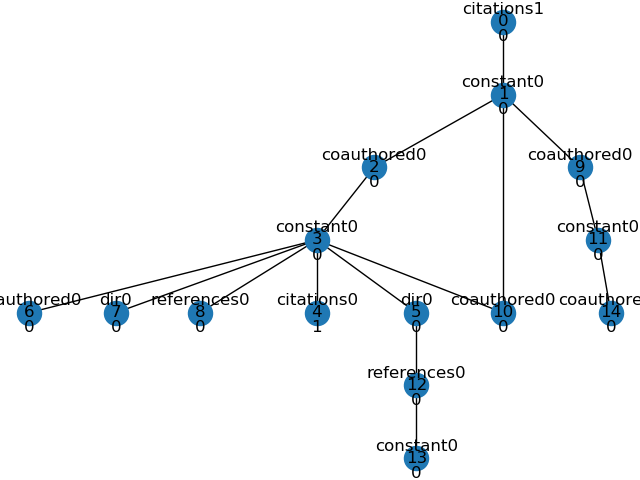 citations1
0
0
constant0
1
0
coauthored0 coauthored0
2 9
0 0
constant0 constant0
3 11
0 0
authored0 dir0 references0 citations0 dir0 coauthored0 coauthore
6 7 8 4 5 10 14
0 0 0 1 0 0 0
references0
12
0
constant0
13
0